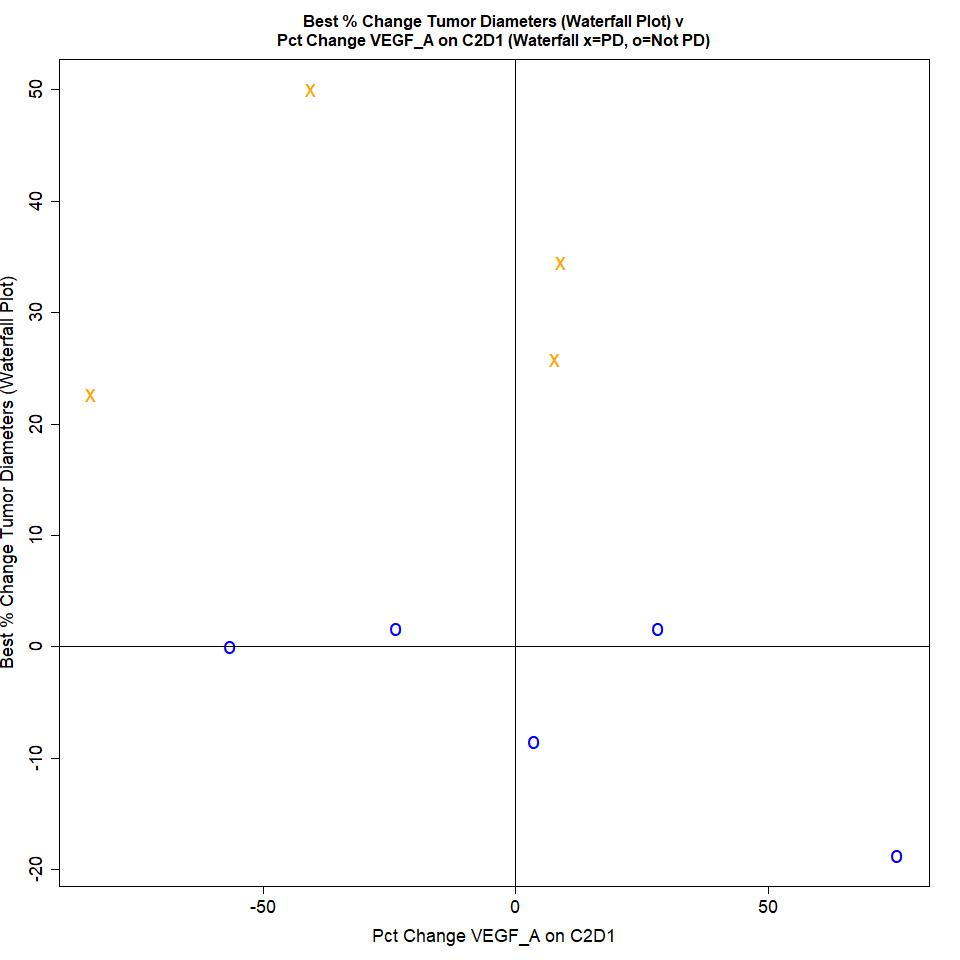 Best % Change Tumor Diameters (Waterfall Plot) v
Pct Change VEGF_A on C2D1 (Waterfall x=PD, o=Not PD)
Best % Change Tumor Diameters (Waterfall Plot)
50
40
30
20
10
0
-10
-20
X
X
X
X
O
O
O
O
O
-50
0
50
Pct Change VEGF_A on C2D1